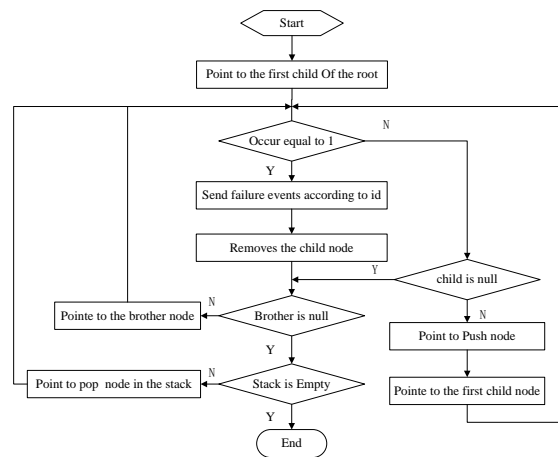 Start
Point to the first child Of the root
Occur equal to 1
N
Y
Send failure events according to id
Removes the child node
Y
child is null
Pointe to the brother node
N
Brother is null
N
Point to Push node
Y
Point to pop node in the stack
N
Stack is Empty
Pointe to the first child node
Y
End